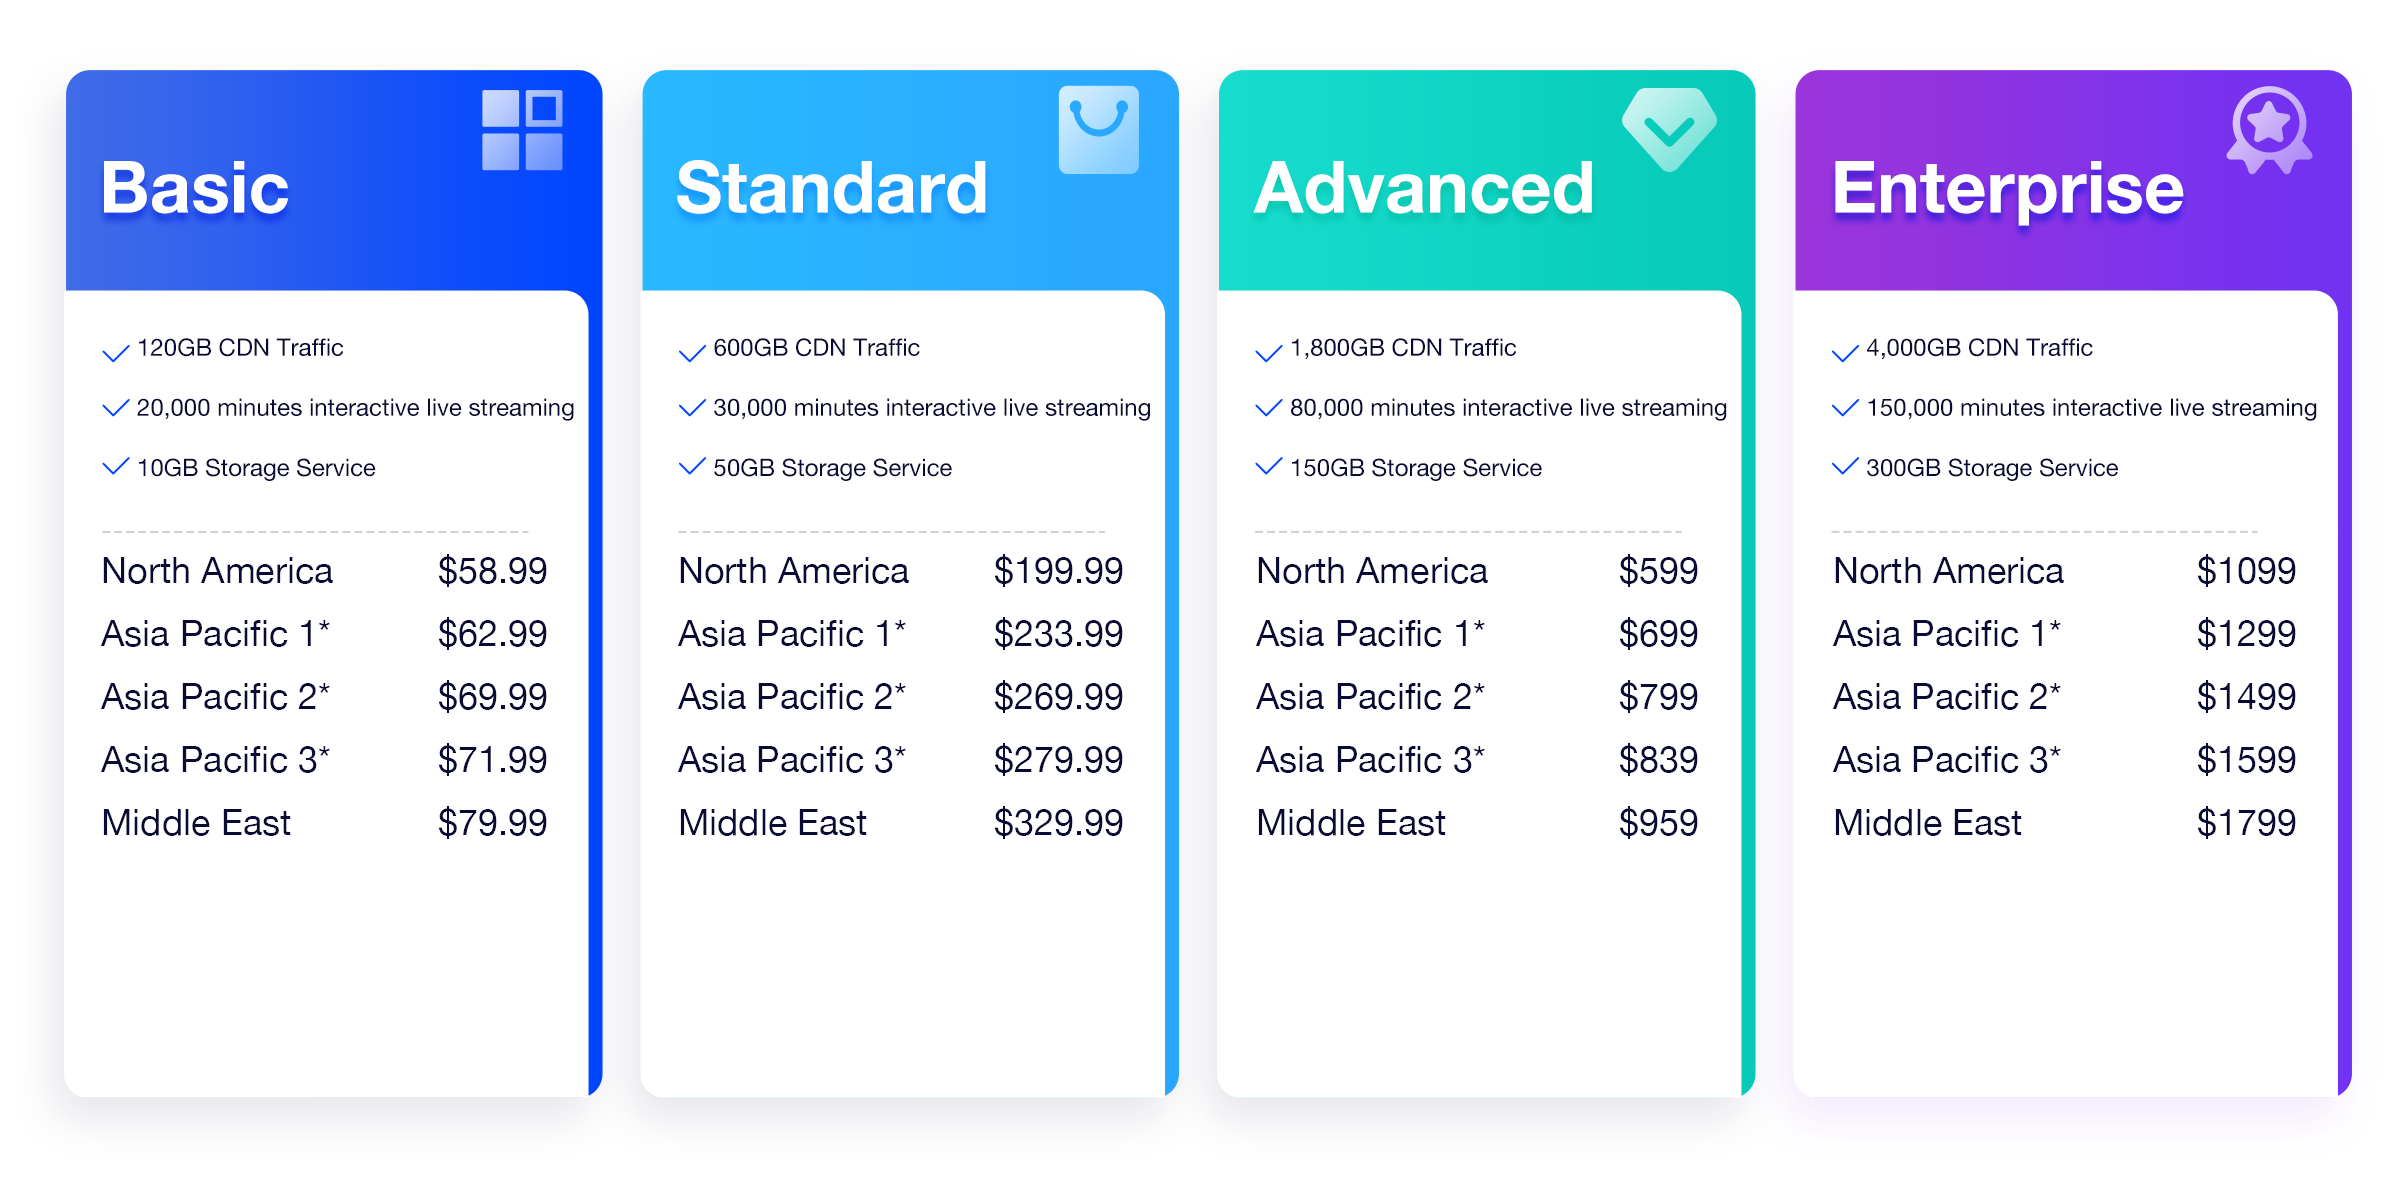 Basic
120GB CDN Traffic
20,000 minutes interactive live streaming
10GB Storage Service
North America $58.99
Asia Pacific 1* $62.99
Asia Pacific 2* $69.99
Asia Pacific 3* $71.99
Middle East $79.99
Standard
600GB CDN Traffic
30,000 minutes interactive live streaming
50GB Storage Service
North America $199.99
Asia Pacific 1* $233.99
Asia Pacific 2* $269.99
Asia Pacific 3* $279.99
Middle East $329.99
Advanced
1,800GB CDN Traffic
80,000 minutes interactive live streaming
150GB Storage Service
North America $599
Asia Pacific 1* $699
Asia Pacific 2* $799
Asia Pacific 3* $839
Middle East $959
Enterprise
4,000GB CDN Traffic
150,000 minutes interactive live streaming
300GB Storage Service
North America $1099
Asia Pacific 1* $1299
Asia Pacific 2* $1499
Asia Pacific 3* $1599
Middle East $1799